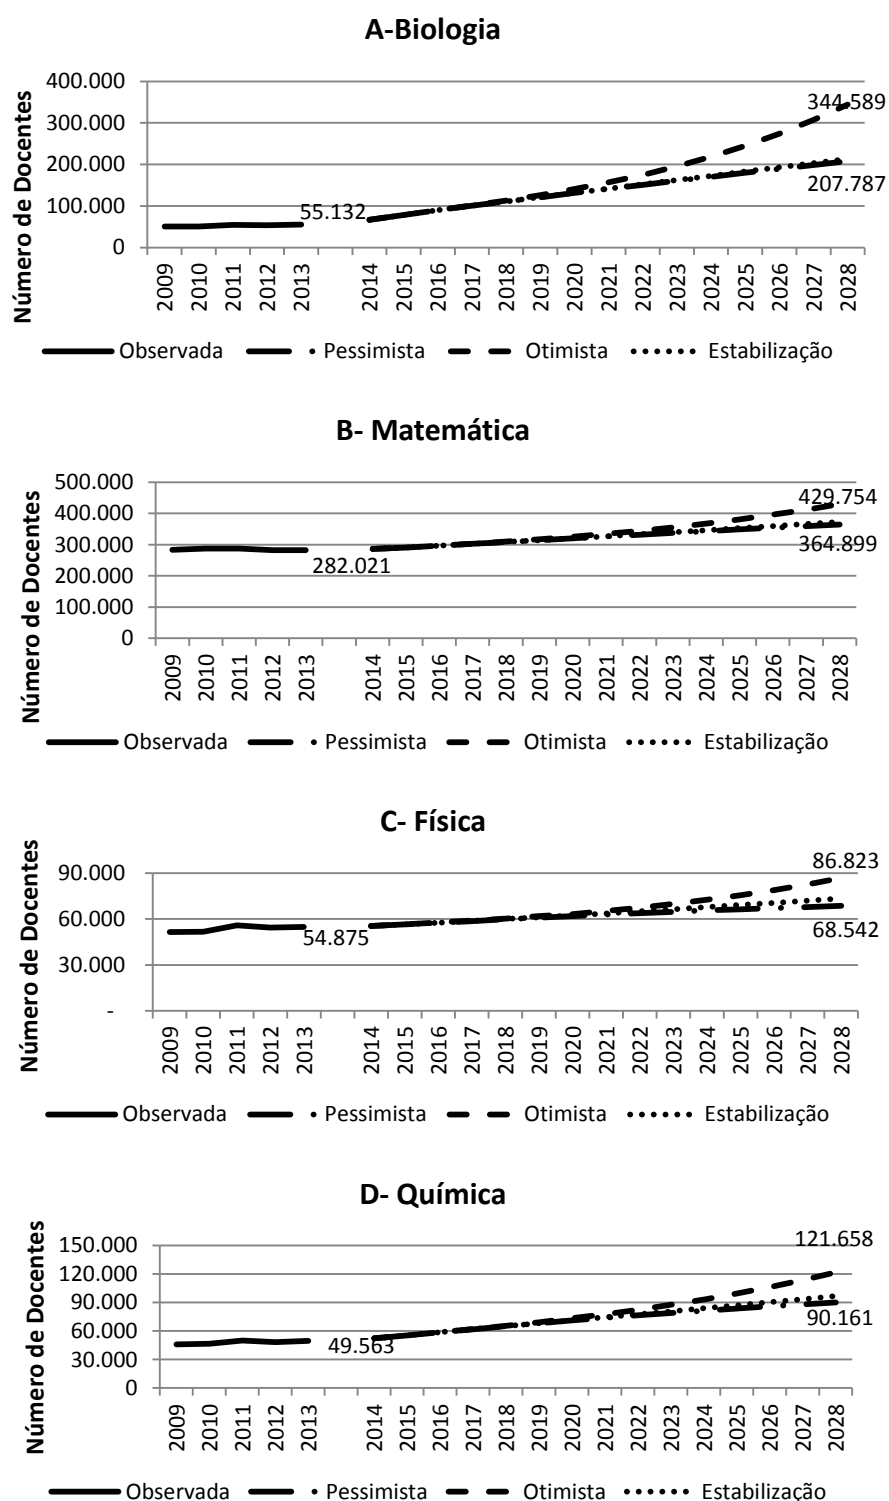 A-Biologia
Número de Docentes
400.000
300.000
200.000
100.000
0
344.589
207.787
55.132
2009 2010 2011 2012 2013 2014 2015 2016 2017 2018 2019 2020 2021 2022 2023 2024 2025 2026 2027 2028
Observada Pessimista Otimista Estabilização
B- Matemática
Número de Docentes
500.000
400.000
300.000
200.000
100.000
0
429.754
364.899
282.021
2009 2010 2011 2012 2013 2014 2015 2016 2017 2018 2019 2020 2021 2022 2023 2024 2025 2026 2027 2028
Observada Pessimista Otimista Estabilização
C- Física
Número de Docentes
90.000
60.000
30.000
-
86.823
68.542
54.875
2009 2010 2011 2012 2013 2014 2015 2016 2017 2018 2019 2020 2021 2022 2023 2024 2025 2026 2027 2028
Observada Pessimista Otimista Estabilização
D- Química
Número de Docentes
150.000
120.000
90.000
60.000
30.000
0
121.658
90.161
49.563
2009 2010 2011 2012 2013 2014 2015 2016 2017 2018 2019 2020 2021 2022 2023 2024 2025 2026 2027 2028
Observada Pessimista Otimista Estabilização